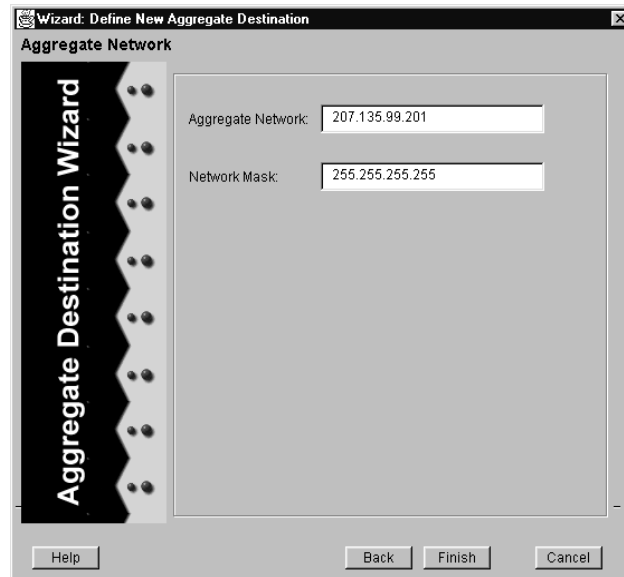 Wizard: Define New Aggregate Destination
Aggregate Network
Aggregate Destination Wizard
Aggregate Network: 207.135.99.201
Network Mask: 255.255.255.255
Help Back Finish Cancel